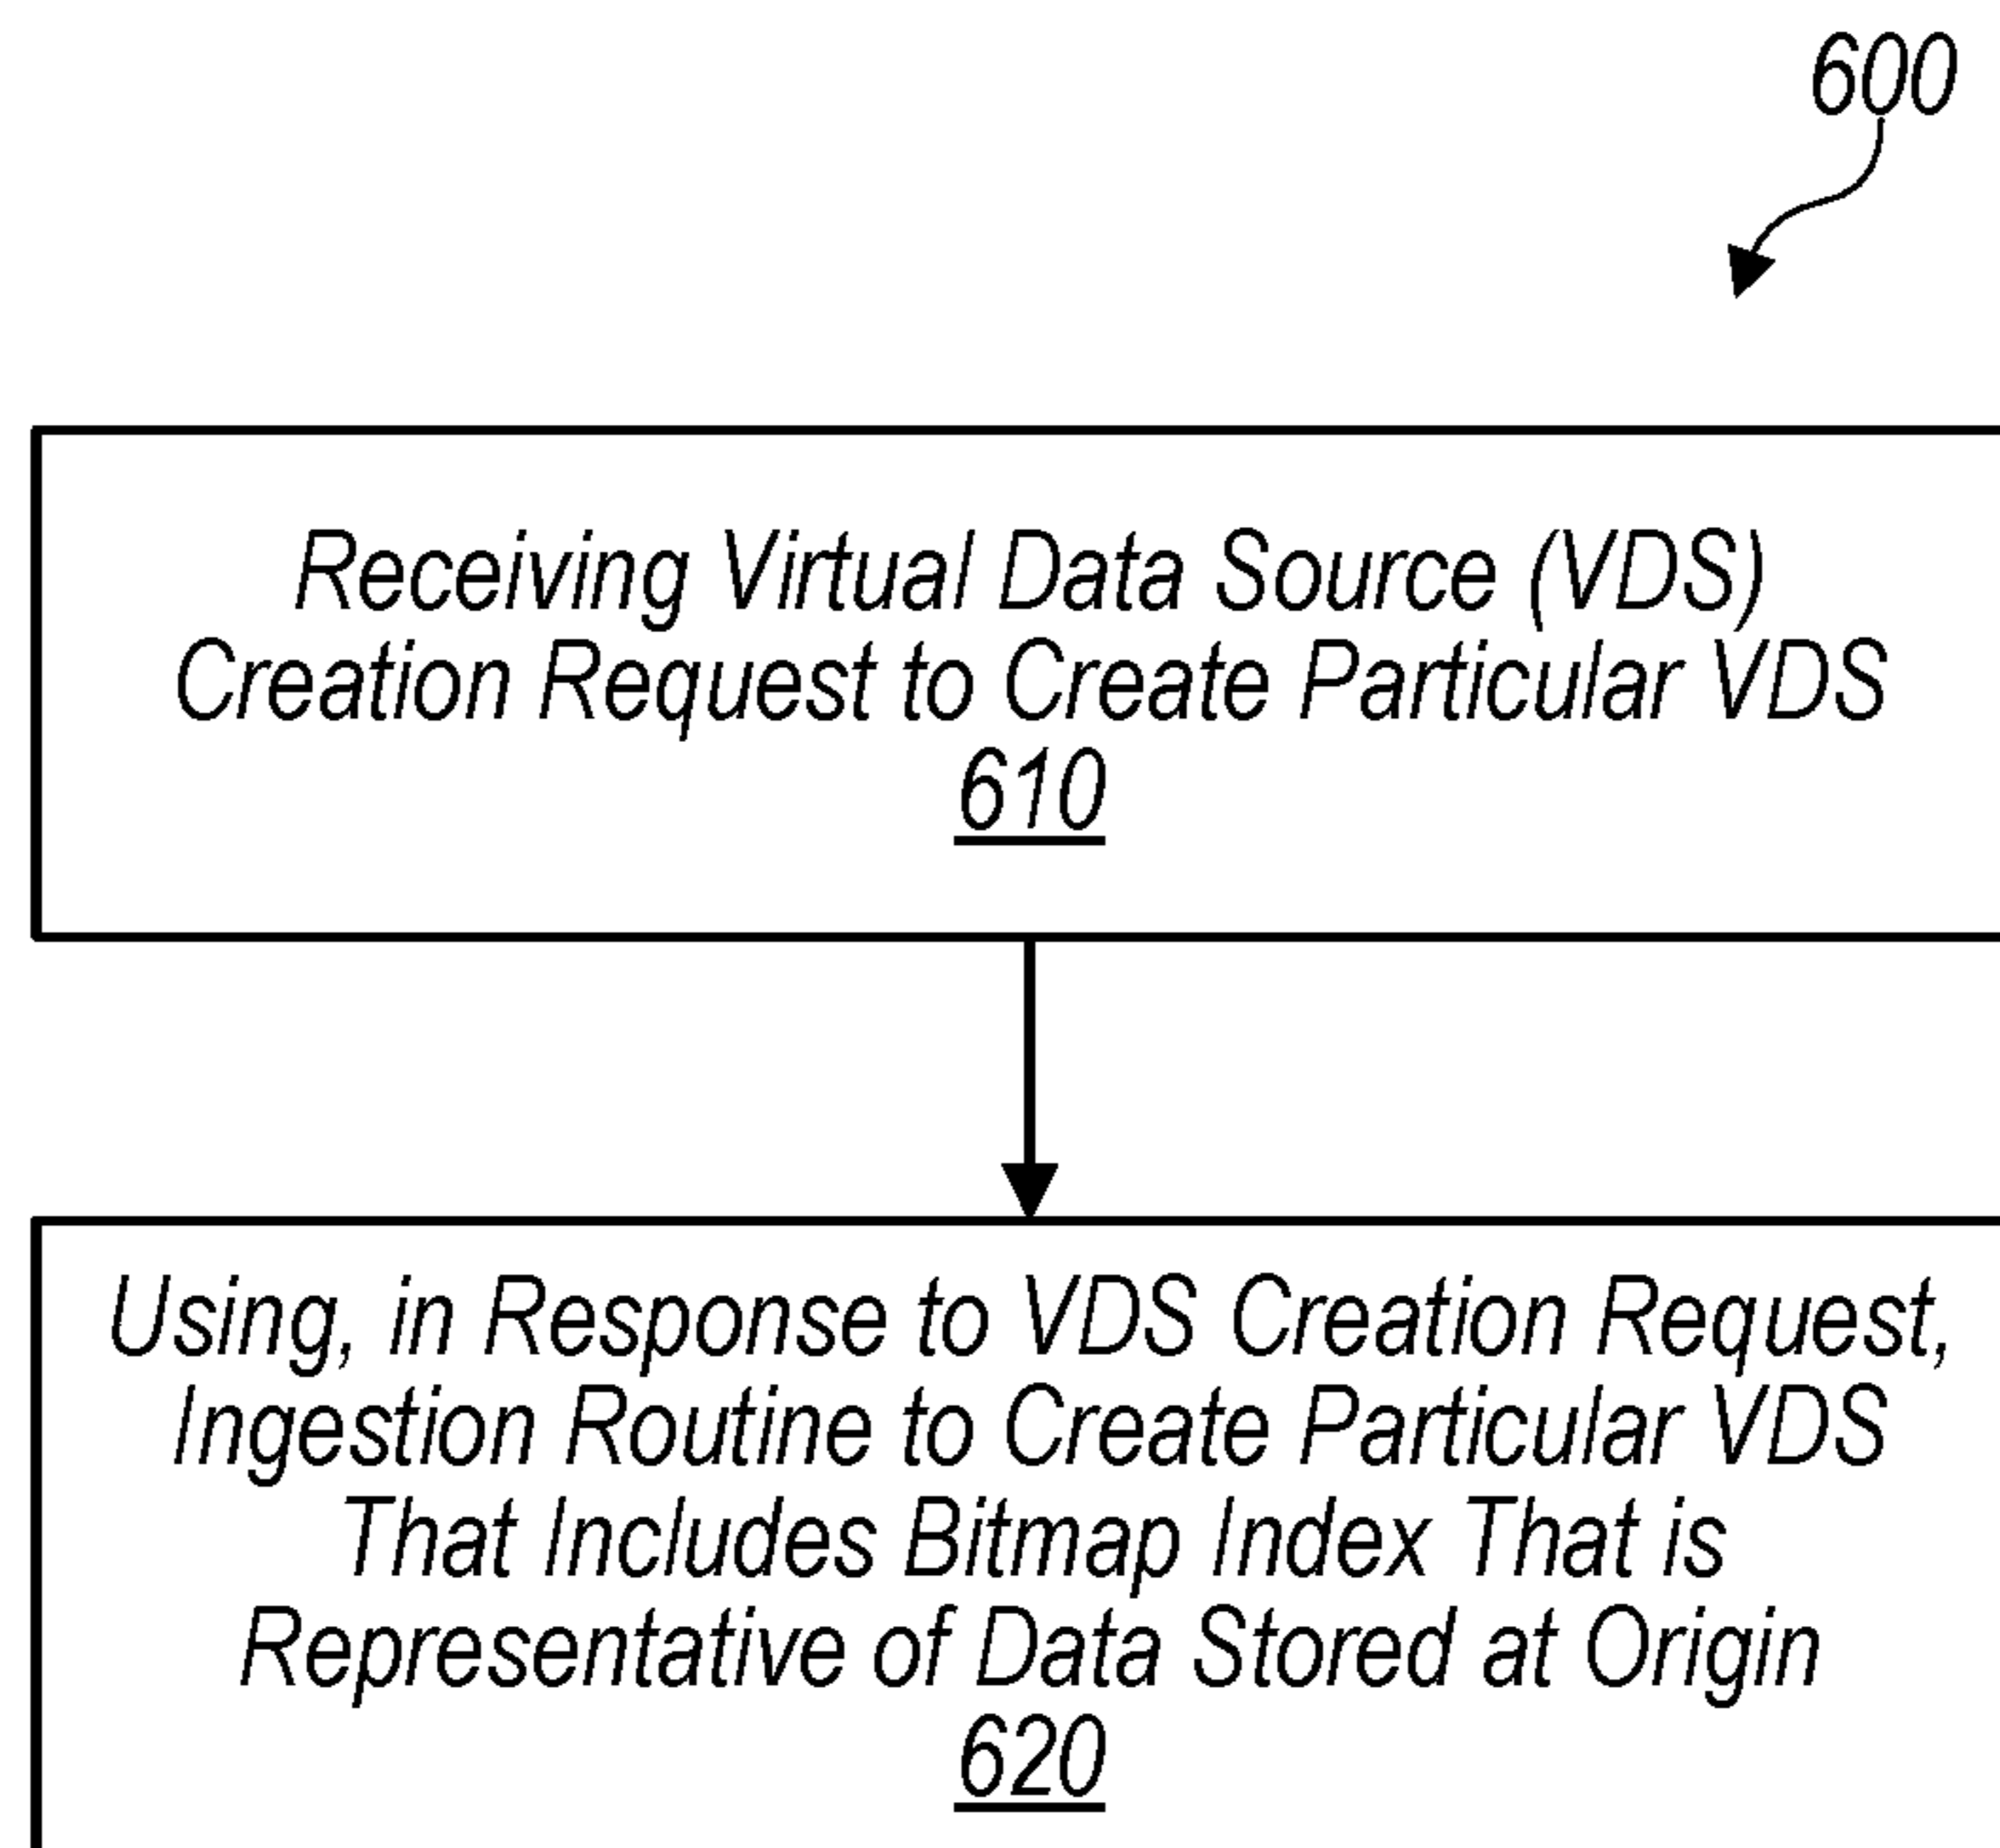 600
Receiving Virtual Data Source (VDS)
Creation Request to Create Particular VDS
610
Using, in Response to VDS Creation Request,
Ingestion Routine to Create Particular VDS
That Includes Bitmap Index That is
Representative of Data Stored at Origin
620